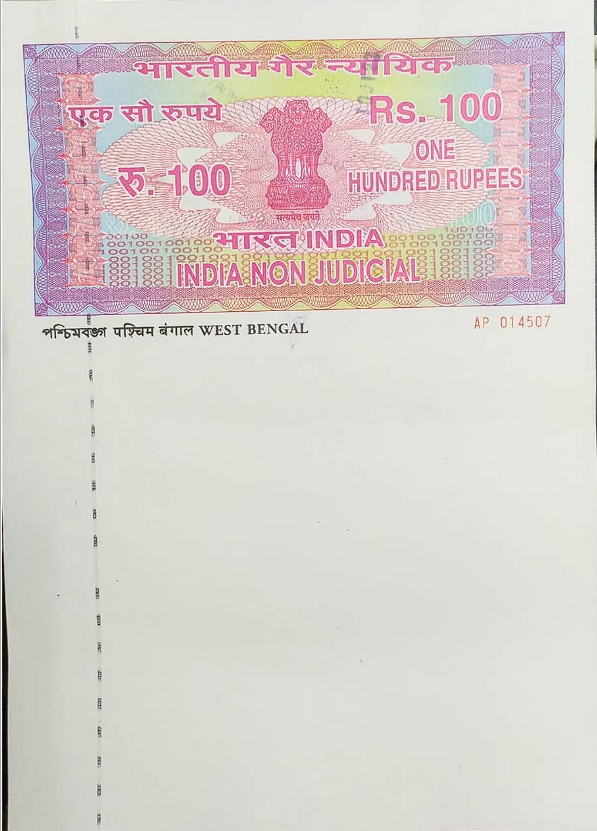 भारतीय गैर न्यायिक
एक सौ रुपये
Rs. 100
रु. 100
ONE
HUNDRED RUPEES
सत्यमेव जयते
भारत INDIA
INDIA NON JUDICIAL
পশ্চিমবঙ্গ पश्चिम बंगाल WEST BENGAL
AP 014507